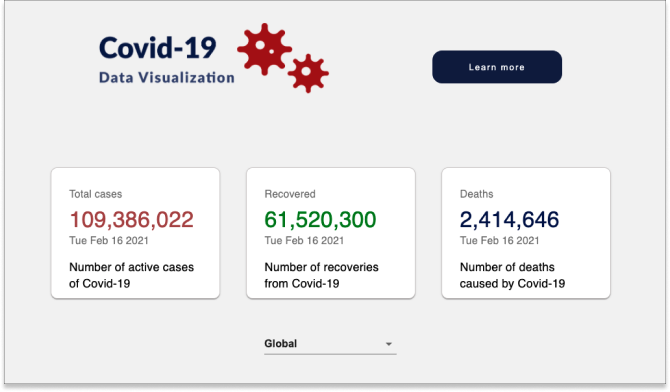 Covid-19
Data Visualization
Learn more
Total cases
109,386,022
Tue Feb 16 2021
Number of active cases
of Covid-19
Recovered
61,520,300
Tue Feb 16 2021
Number of recoveries
from Covid-19
Deaths
2,414,646
Tue Feb 16 2021
Number of deaths
caused by Covid-19
Global